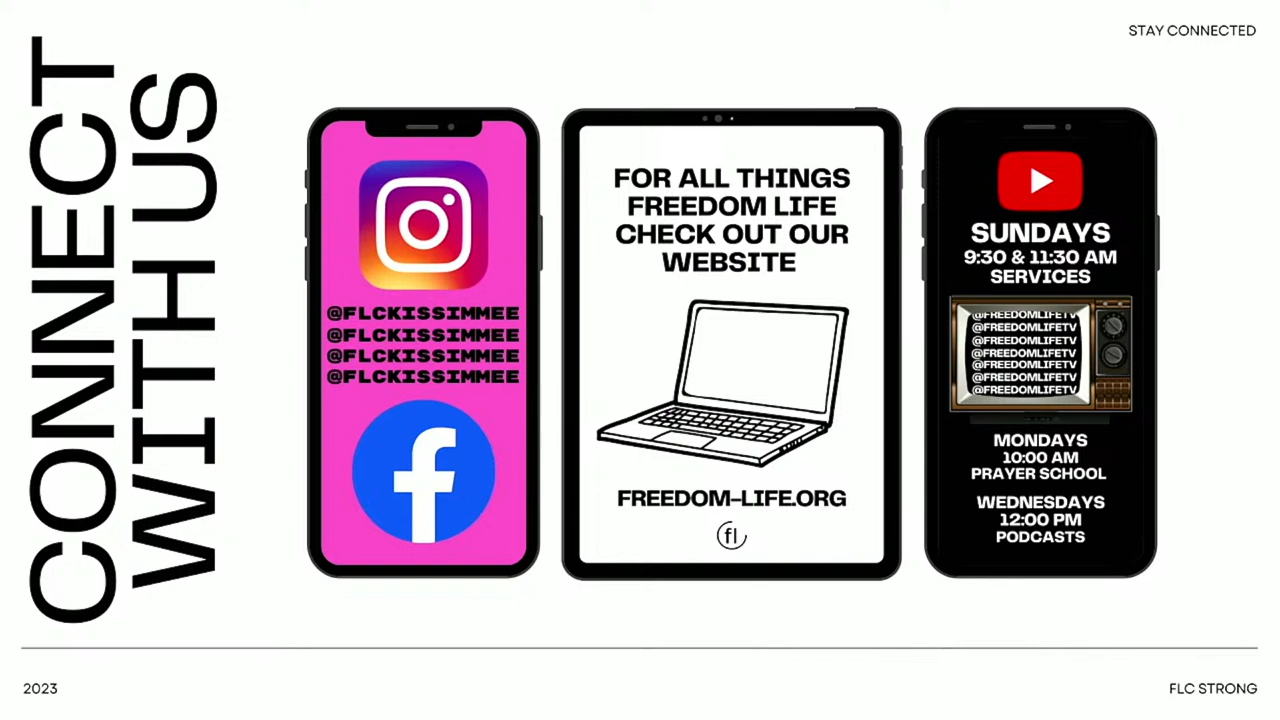 STAY CONNECTED
CONNECT
WITH US
@FLCKISSIMMEE
@FLCKISSIMMEE
@FLCKISSIMMEE
@FLCKISSIMMEE
FOR ALL THINGS
FREEDOM LIFE
CHECK OUT OUR
WEBSITE
FREEDOM-LIFE.ORG
fl
SUNDAYS
9:30 & 11:30 AM
SERVICES
@FREEDOMLIFETV
@FREEDOMLIFETV
@FREEDOMLIFETV
@FREEDOMLIFETV
@FREEDOMLIFETV
@FREEDOMLIFETV
@FREEDOMLIFETV
MONDAYS
10:00 AM
PRAYER SCHOOL
WEDNESDAYS
12:00 PM
PODCASTS
2023
FLC STRONG